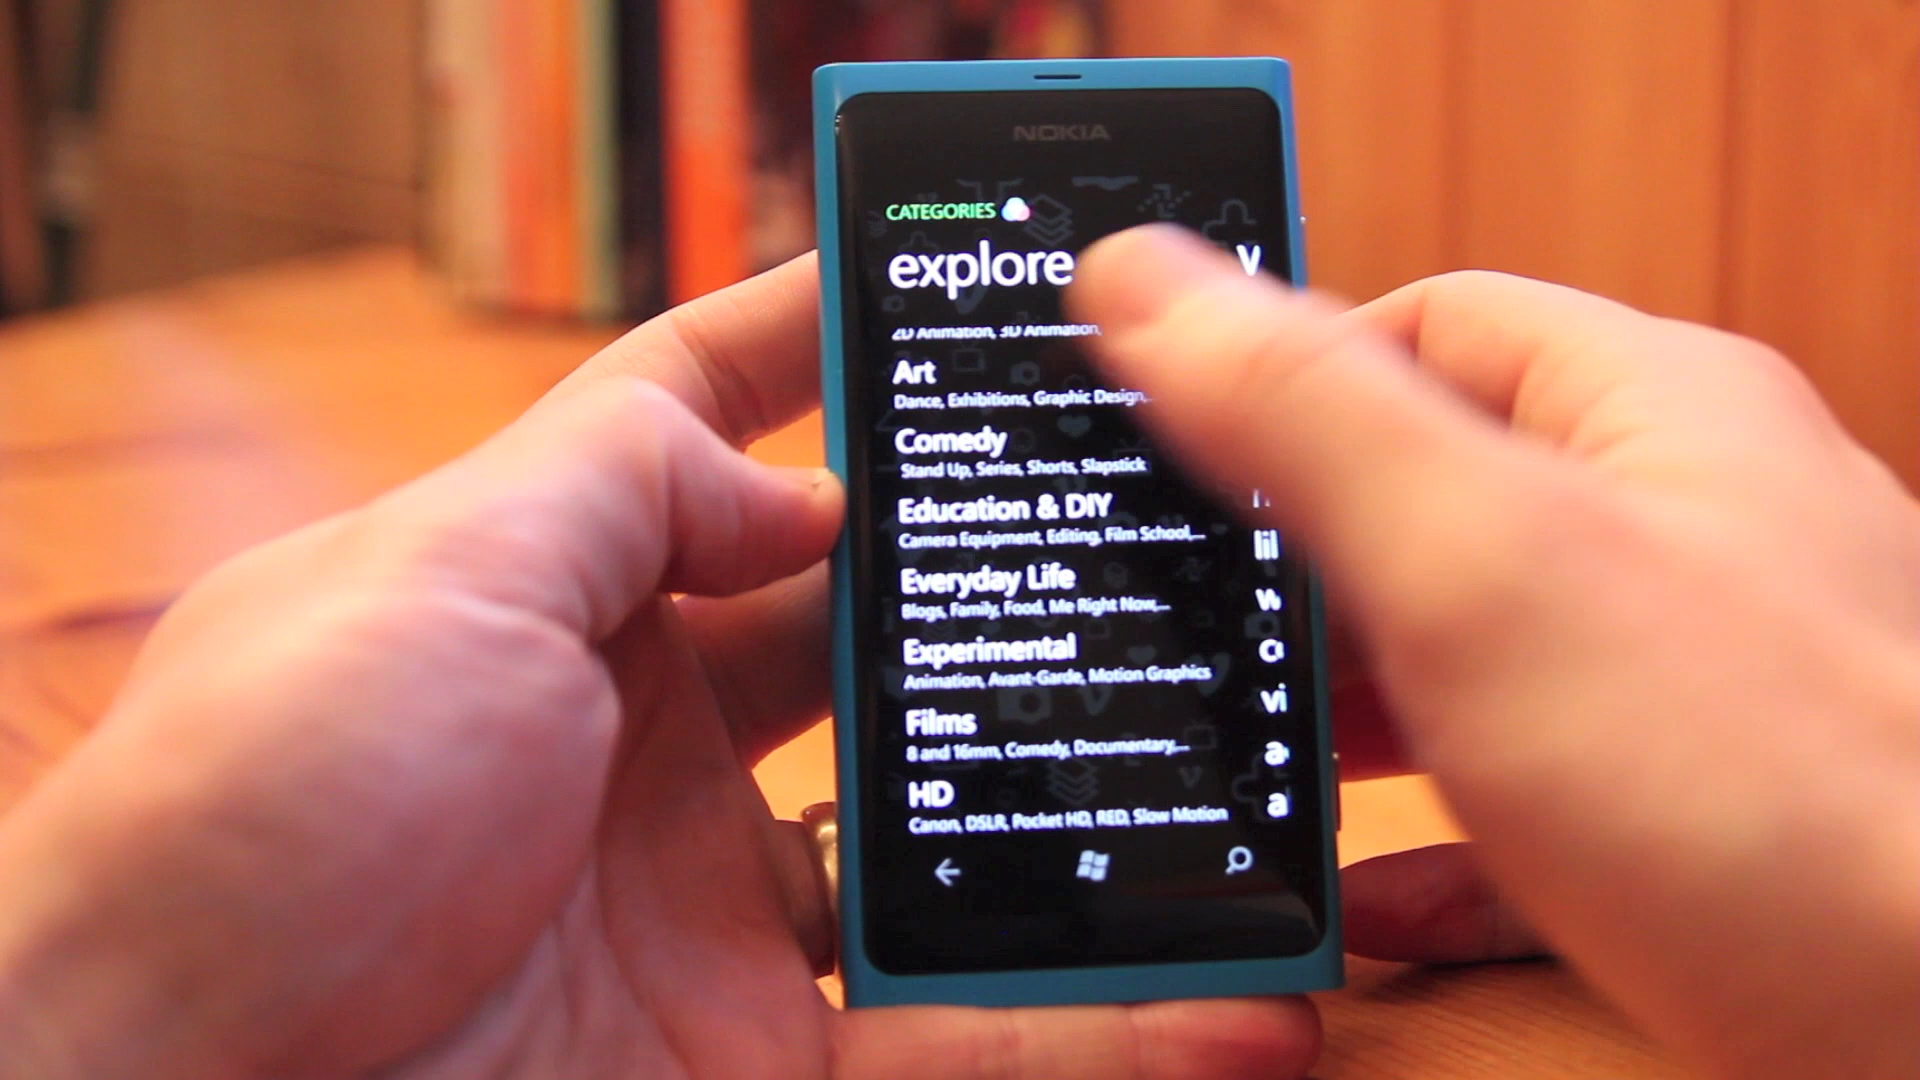 NOKIA
CATEGORIES
explore
2D Animation, 3D Animation,
Art
Dance, Exhibitions, Graphic Design,..
Comedy
Stand Up, Series, Shorts, Slapstick
Education & DIY
Camera Equipment, Editing, Film School,...
Everyday Life
Blogs, Family, Food, Me Right Now,...
Experimental
Animation, Avant-Garde, Motion Graphics
Films
8 and 16mm, Comedy, Documentary,...
HD
Canon, DSLR, Pocket HD, RED, Slow Motion